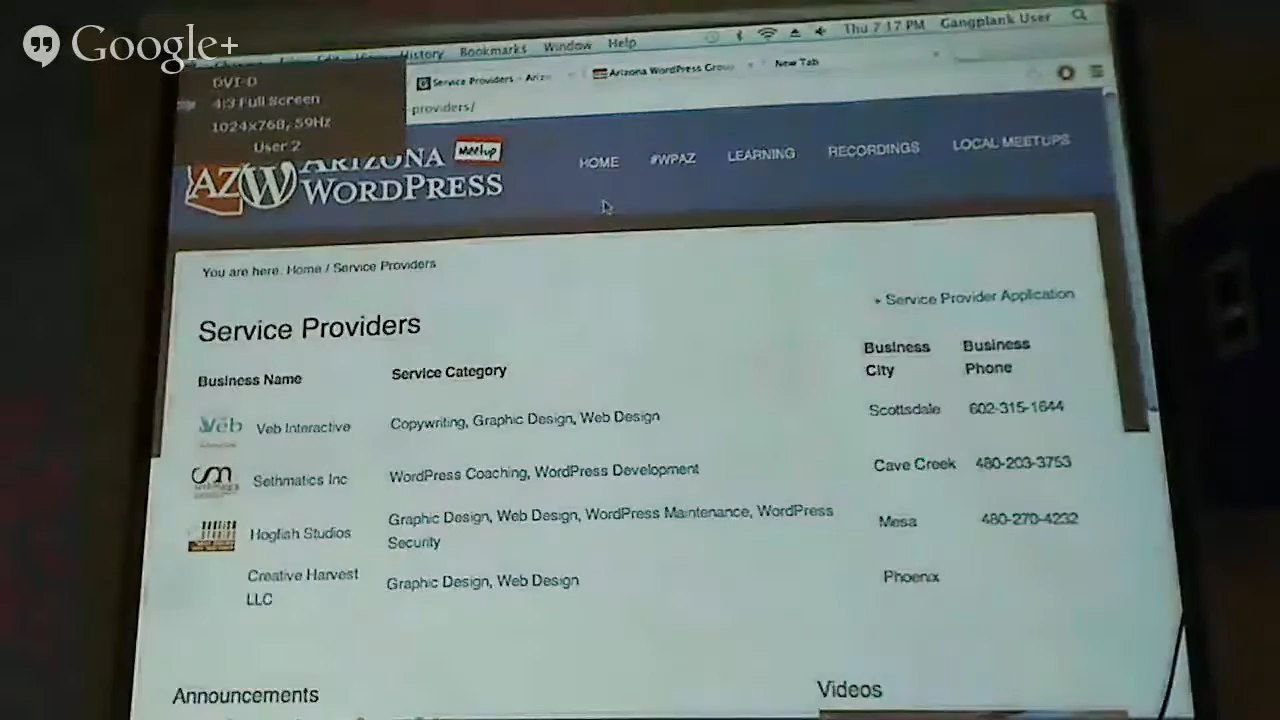 Google+
History Bookmarks Window Help
Thu 7:17 PM Gangplank User
DVI-D
4:3 Full Screen
1024x768, 59Hz
User 2
Service Providers - Arizo
Arizona WordPress Group
New Tab
providers/
AZW ARIZONA WORDPRESS
Meetup
HOME #WPAZ LEARNING RECORDINGS LOCAL MEETUPS
You are here: Home / Service Providers
+ Service Provider Application
Service Providers
Business Name Service Category Business City Business Phone
Veb Veb Interactive Copywriting, Graphic Design, Web Design Scottsdale 602-315-1644
sm Sethmatics Inc WordPress Coaching, WordPress Development Cave Creek 480-203-3753
Hogfish Studios Graphic Design, Web Design, WordPress Maintenance, WordPress Security Mesa 480-270-4232
Creative Harvest LLC Graphic Design, Web Design Phoenix
Announcements
Videos